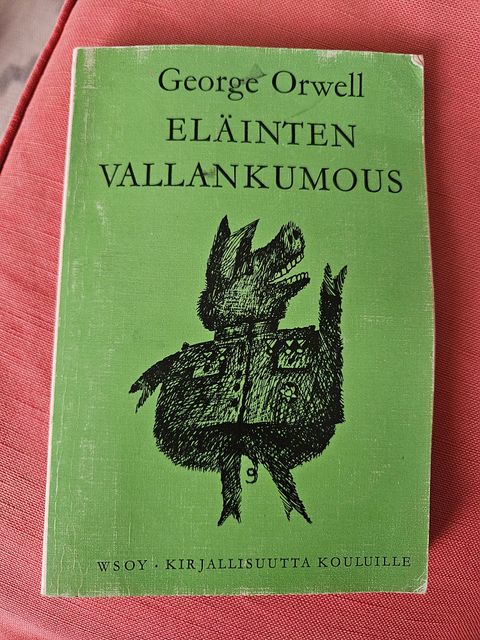 George Orwell
ELÄINTEN
VALLANKUMOUS
WSOY · KIRJALLISUUTTA KOULUILLE